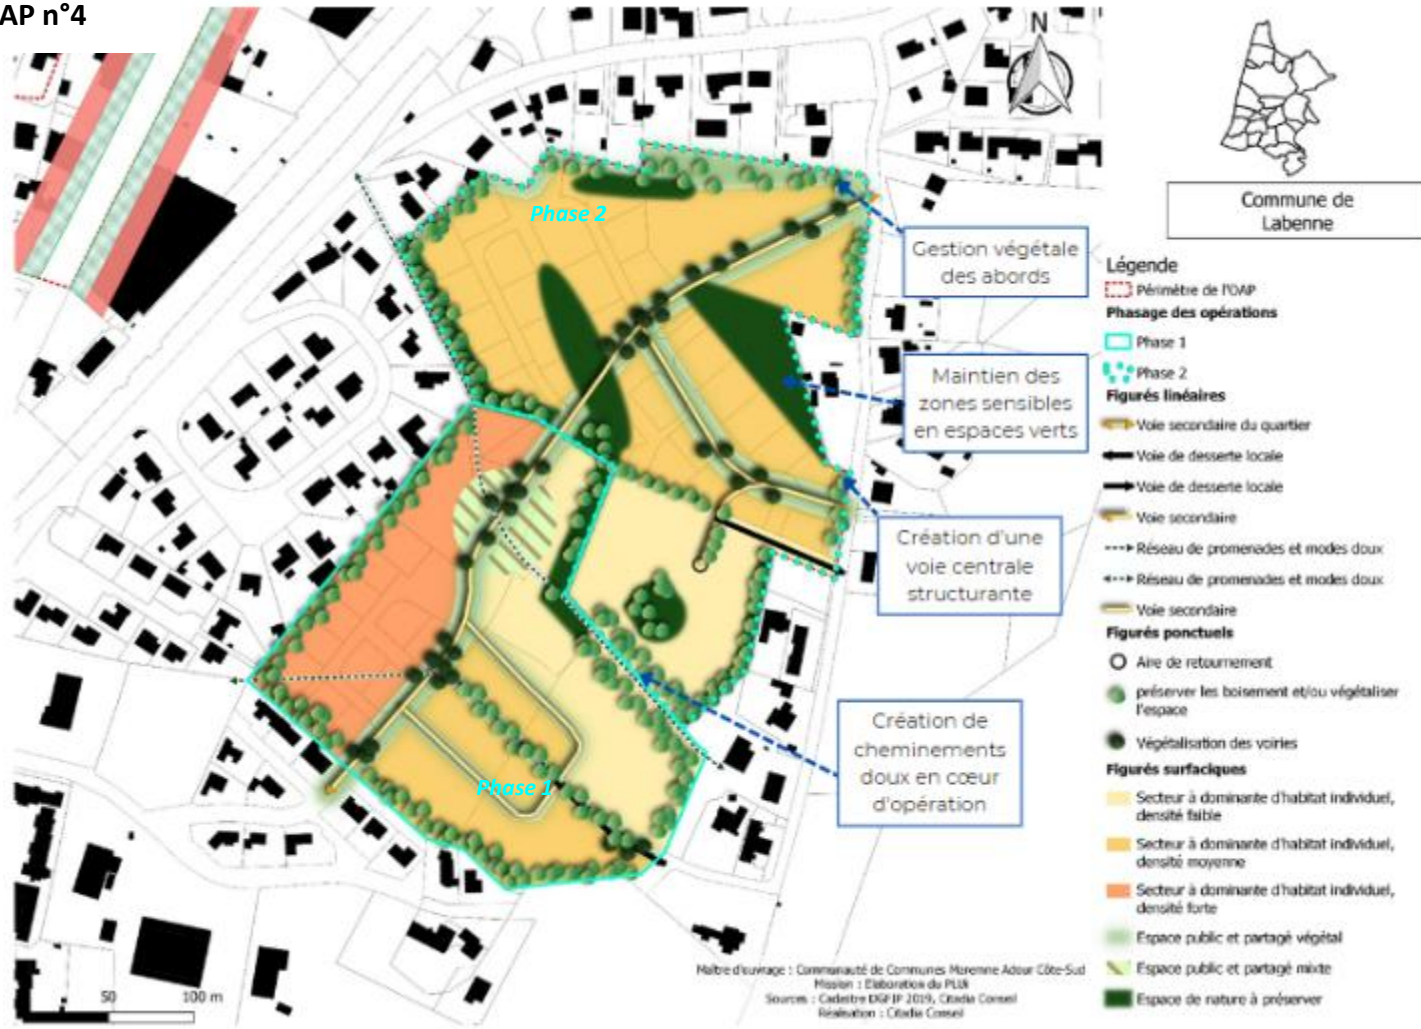 AP n°4
N
Commune de
Labenne
Phase 2
Phase 1
Gestion végétale
des abords
Maintien des
zones sensibles
en espaces verts
Création d'une
voie centrale
structurante
Création de
cheminements
doux en cœur
d'opération
Légende
Périmètre de l'OAP
Phasage des opérations
Phase 1
Phase 2
Figurés linéaires
Voie secondaire du quartier
Voie de desserte locale
Voie de desserte locale
Voie secondaire
Réseau de promenades et modes doux
Réseau de promenades et modes doux
Voie secondaire
Figurés ponctuels
Aire de retournement
préserver les boisement et/ou végétaliser
l'espace
Végétalisation des voiries
Figurés surfaciques
Secteur à dominante d'habitat individuel,
densité faible
Secteur à dominante d'habitat individuel,
densité moyenne
Secteur à dominante d'habitat individuel,
densité forte
Espace public et partagé végétal
Espace public et partagé mixte
Espace de nature à préserver
Maître d'ouvrage : Communauté de Communes Maremne Adour Côte-Sud
Mission : Elaboration du PLUi
Sources : Cadastre DGFIP 2019, Citadia Conseil
Réalisation : Citadia Conseil
50 100 m